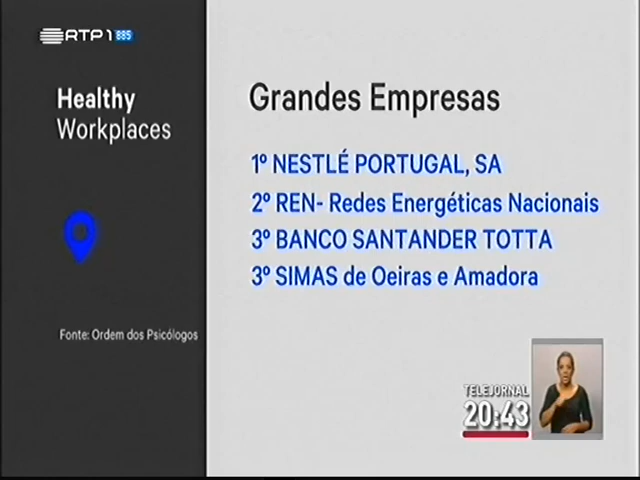 RTP1 885
Healthy
Workplaces
Grandes Empresas
1º NESTLÉ PORTUGAL, SA
2º REN- Redes Energéticas Nacionais
3º BANCO SANTANDER TOTTA
3º SIMAS de Oeiras e Amadora
Fonte: Ordem dos Psicólogos
TELEJORNAL
20:43